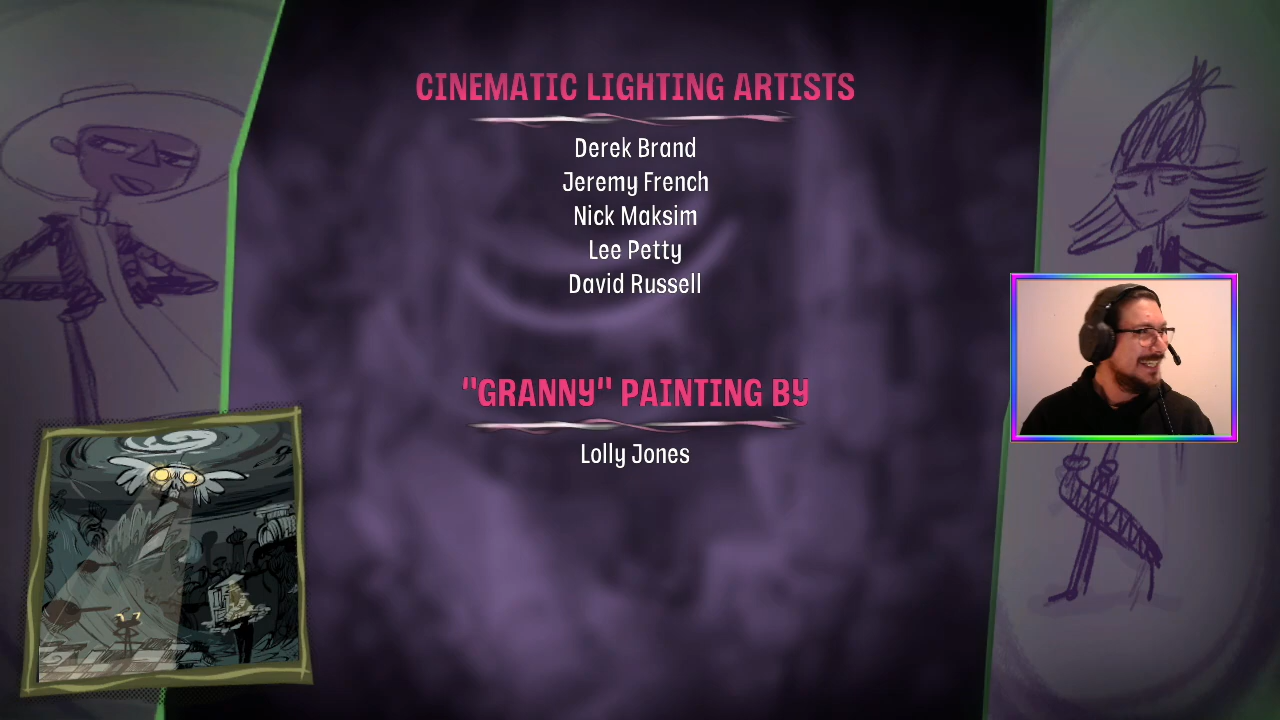 CINEMATIC LIGHTING ARTISTS
Derek Brand
Jeremy French
Nick Maksim
Lee Petty
David Russell
"GRANNY" PAINTING BY
Lolly Jones